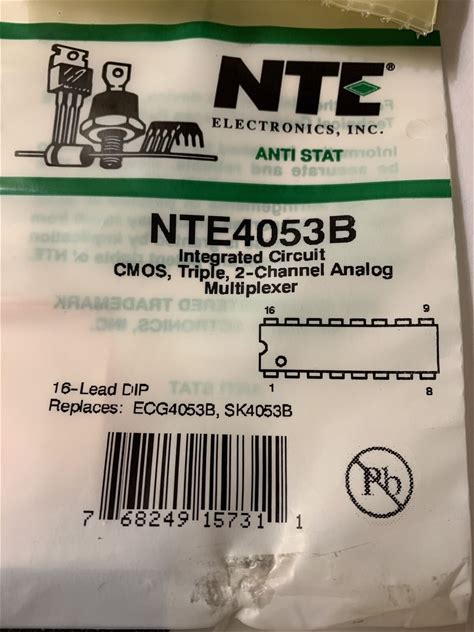 NTE®
ELECTRONICS, INC.
ANTI STAT
NTE4053B
Integrated Circuit
CMOS, Triple, 2-Channel Analog
Multiplexer
16 9
1 8
16-Lead DIP
Replaces: ECG4053B, SK4053B
Pb
7 68249 15731 1